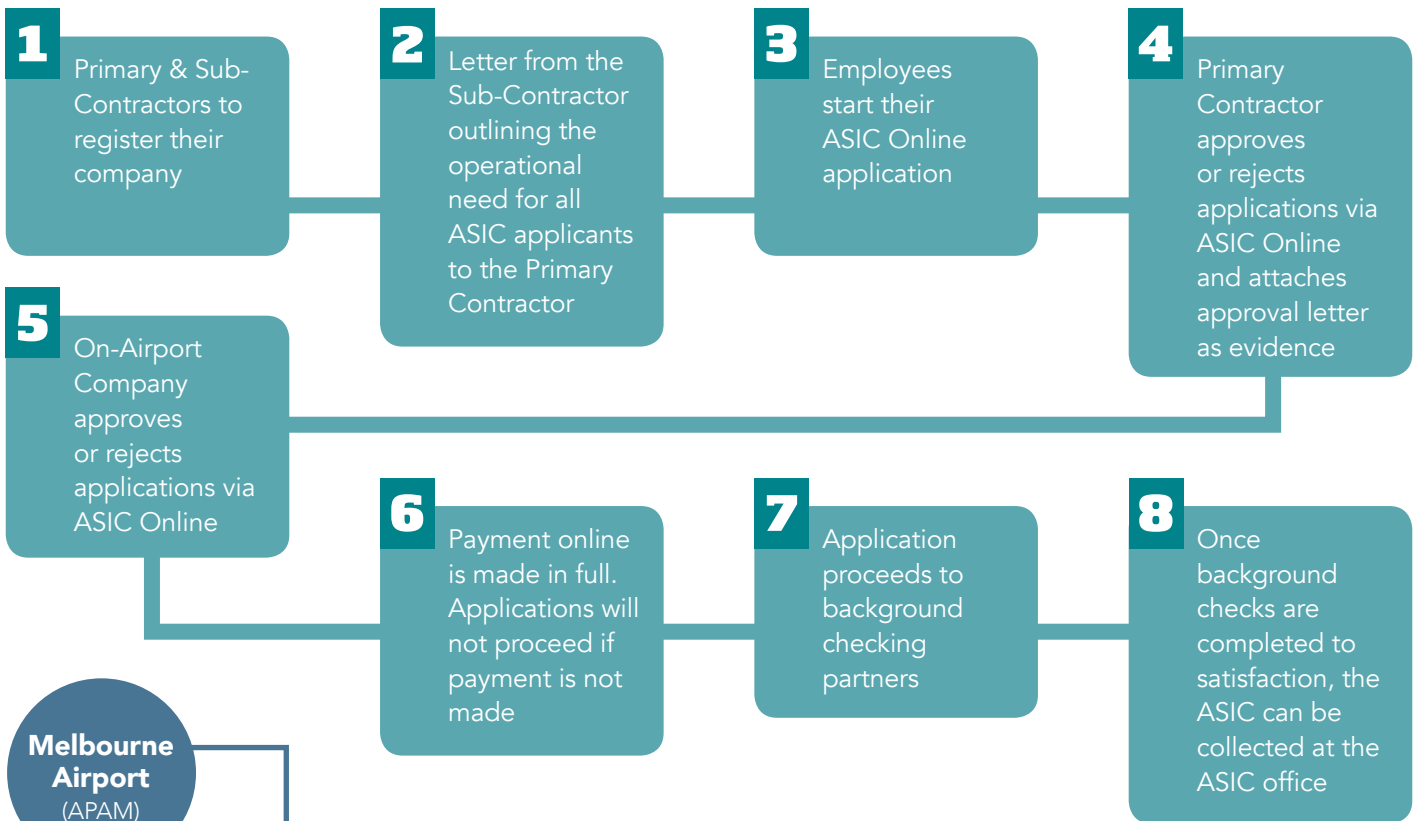 1
Primary & Sub-
Contractors to
register their
company
2
Letter from the
Sub-Contractor
outlining the
operational
need for all
ASIC applicants
to the Primary
Contractor
3
Employees
start their
ASIC Online
application
4
Primary
Contractor
approves
or rejects
applications via
ASIC Online
and attaches
approval letter
as evidence
5
On-Airport
Company
approves
or rejects
applications via
ASIC Online
6
Payment online
is made in full.
Applications will
not proceed if
payment is not
made
7
Application
proceeds to
background
checking
partners
8
Once
background
checks are
completed to
satisfaction, the
ASIC can be
collected at the
ASIC office
Melbourne
Airport
(APAM)